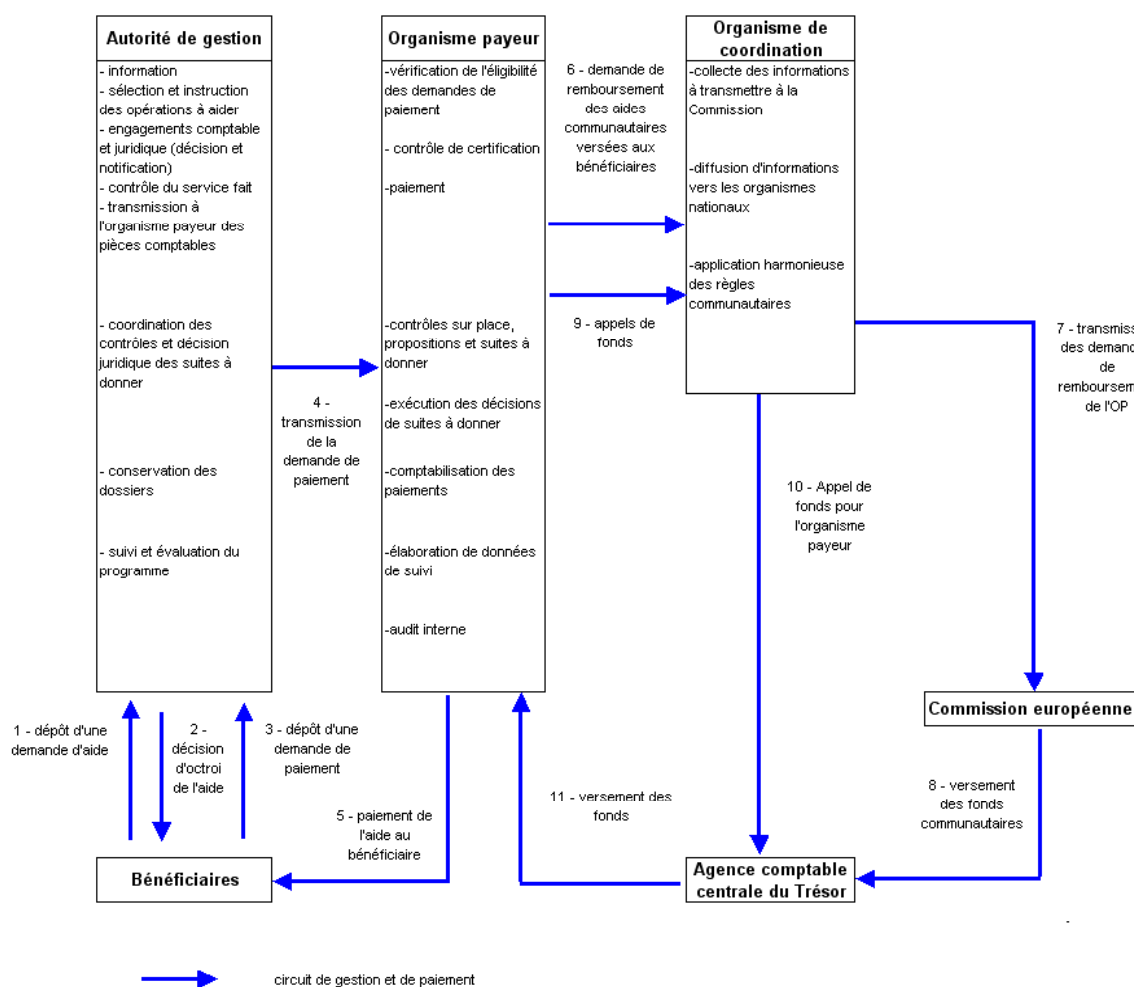 Autorité de gestion
- information
- sélection et instruction
des opérations à aider
- engagements comptable
et juridique (décision et
notification)
- contrôle du service fait
- transmission à
l'organisme payeur des
pièces comptables
- coordination des
contrôles et décision
juridique des suites à
donner
- conservation des
dossiers
- suivi et évaluation du
programme
Organisme payeur
-vérification de l'éligibilité
des demandes de
paiement
- contrôle de certification
-paiement
-contrôles sur place,
propositions et suites à
donner
-exécution des décisions
de suites à donner
-comptabilisation des
paiements
-élaboration de données
de suivi
-audit interne
Organisme de
coordination
-collecte des informations
à transmettre à la
Commission
-diffusion d'informations
vers les organismes
nationaux
-application harmonieuse
des règles
communautaires
6 - demande de
remboursement
des aides
communautaires
versées aux
bénéficiaires
9 - appels de
fonds
4 -
transmission
de la
demande de
paiement
7 - transmiss
des demand
de
remboursem
de l'OP
10 - Appel de
fonds pour
l'organisme
payeur
Commission européenne
1 - dépôt d'une
demande d'aide
2 -
décision
d'octroi
de l'aide
3 - dépôt d'une
demande de
paiement
5 - paiement de
l'aide au
bénéficiaire
11 - versement des
fonds
8 - versement
des fonds
communautaires
Bénéficiaires
Agence comptable
centrale du Trésor
circuit de gestion et de paiement